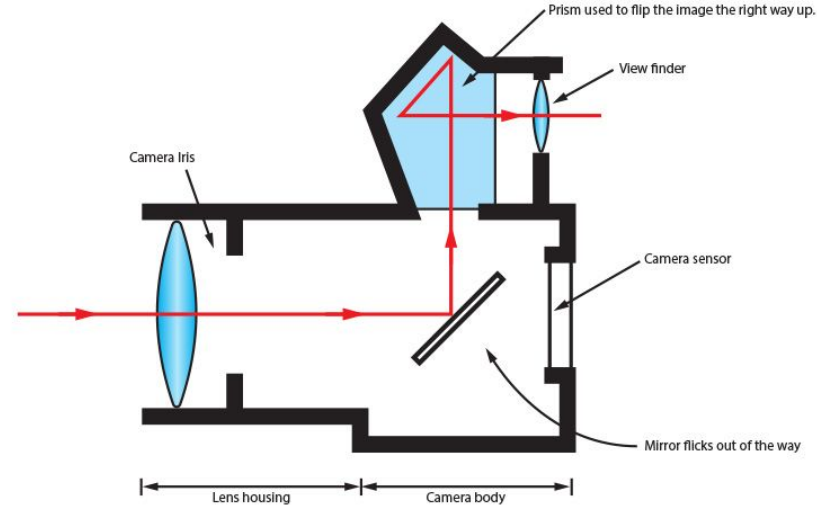 Prism used to flip the image the right way up.
View finder
Camera Iris
Camera sensor
Mirror flicks out of the way
Lens housing
Camera body